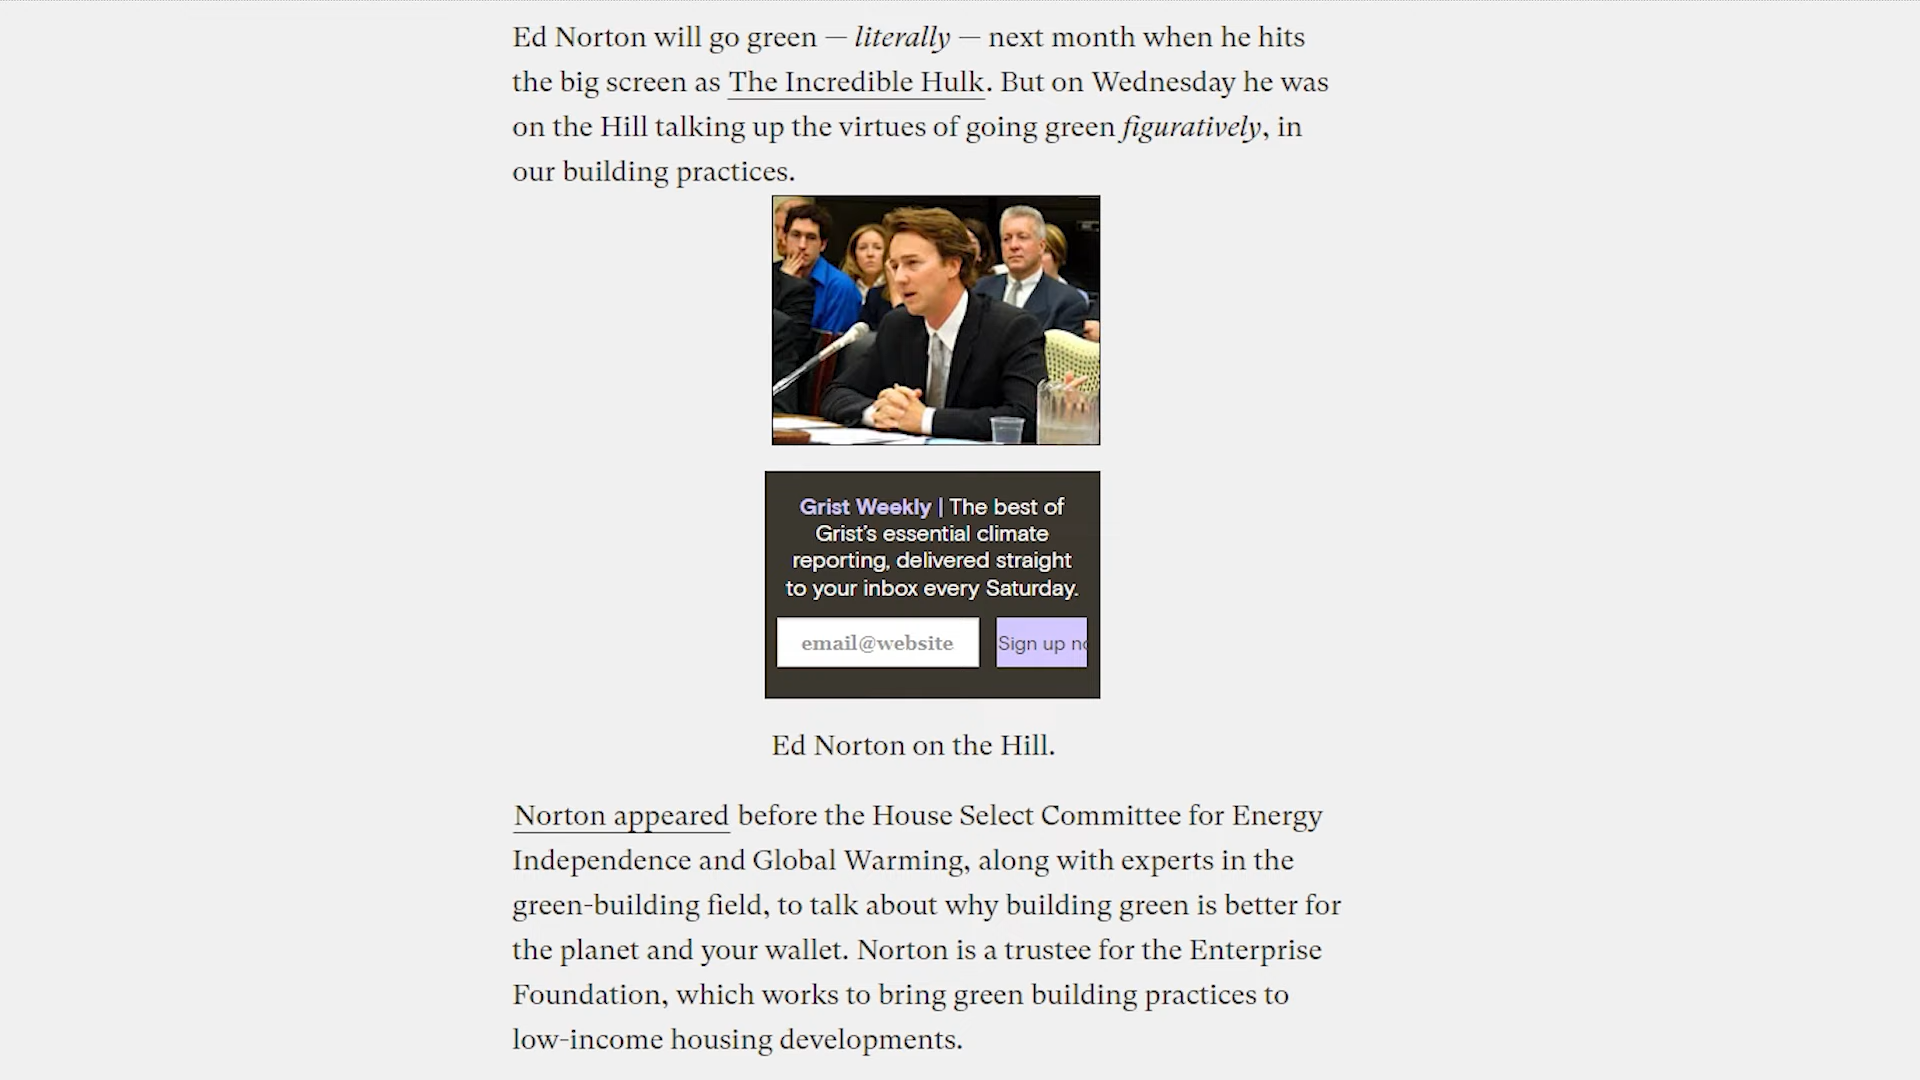 Ed Norton will go green — literally — next month when he hits
the big screen as The Incredible Hulk. But on Wednesday he was
on the Hill talking up the virtues of going green figuratively, in
our building practices.
Grist Weekly | The best of
Grist’s essential climate
reporting, delivered straight
to your inbox every Saturday.
email@website
Sign up no
Ed Norton on the Hill.
Norton appeared before the House Select Committee for Energy
Independence and Global Warming, along with experts in the
green-building field, to talk about why building green is better for
the planet and your wallet. Norton is a trustee for the Enterprise
Foundation, which works to bring green building practices to
low-income housing developments.